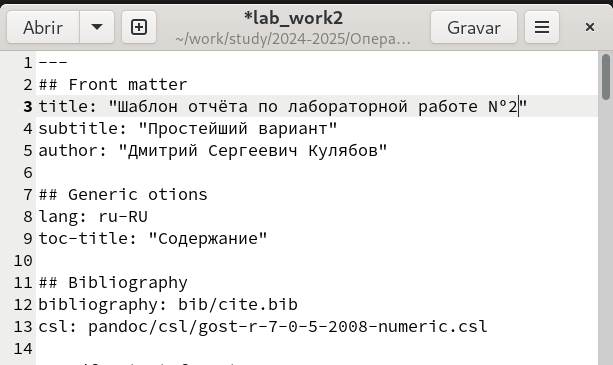 Abrir
*lab_work2
~/work/study/2024-2025/Опера...
Gravar
1 ---
2 ## Front matter
3 title: "Шаблон отчёта по лабораторной работе №2"
4 subtitle: "Простейший вариант"
5 author: "Дмитрий Сергеевич Кулябов"
6
7 ## Generic otions
8 lang: ru-RU
9 toc-title: "Содержание"
10
11 ## Bibliography
12 bibliography: bib/cite.bib
13 csl: pandoc/csl/gost-r-7-0-5-2008-numeric.csl
14